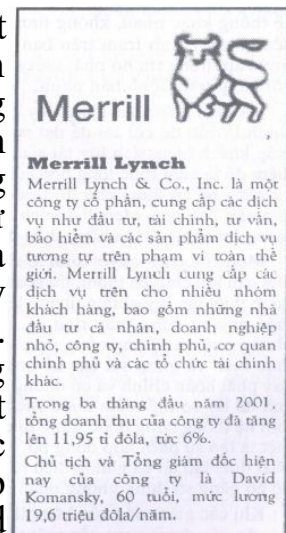 Merrill
Merrill Lynch
Merrill Lynch & Co., Inc. là một
công ty cổ phần, cung cấp các dịch
vụ như đầu tư, tài chính, tư vấn,
bảo hiểm và các sản phẩm dịch vụ
tương tự trên phạm vi toàn thế
giới. Merrill Lynch cung cấp các
dịch vụ trên cho nhiều nhóm
khách hàng, bao gồm những nhà
đầu tư cá nhân, doanh nghiệp
nhỏ, công ty, chính phủ, cơ quan
chính phủ và các tổ chức tài chính
khác.
Trong ba tháng đầu năm 2001,
tổng doanh thu của công ty đã tăng
lên 11,95 tỉ đôla, tức 6%.
Chủ tịch và Tổng giám đốc hiện
nay của công ty là David
Komansky, 60 tuổi, mức lương
19,6 triệu đôla/năm.